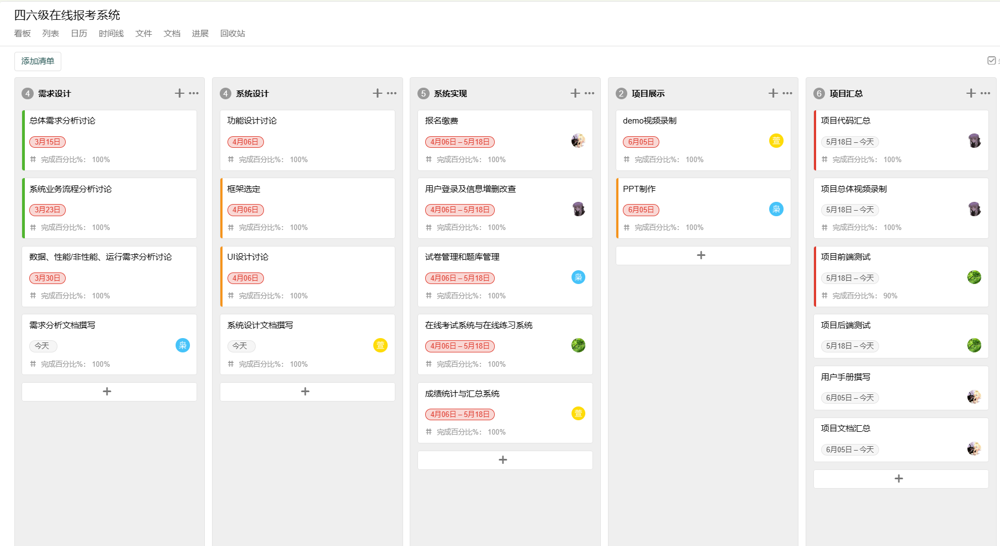 四六级在线报考系统
看板 列表 日历 时间线 文件 文档 进展 回收站
添加清单
4 需求设计
总体需求分析讨论
3月15日
完成百分比%： 100%
系统业务流程分析讨论
3月23日
完成百分比%： 100%
数据、性能/非性能、运行需求分析讨论
3月30日
完成百分比%： 100%
需求分析文档撰写
今天
枭
完成百分比%： 100%
4 系统设计
功能设计讨论
4月06日
完成百分比%： 100%
框架选定
4月06日
完成百分比%： 100%
UI设计讨论
4月06日
完成百分比%： 100%
系统设计文档撰写
今天
萱
完成百分比%： 100%
5 系统实现
报名缴费
4月06日 – 5月18日
完成百分比%： 100%
用户登录及信息增删改查
4月06日 – 5月18日
完成百分比%： 100%
试卷管理和题库管理
4月06日 – 5月18日
枭
完成百分比%： 100%
在线考试系统与在线练习系统
4月06日 – 5月18日
完成百分比%： 100%
成绩统计与汇总系统
4月06日 – 5月18日
萱
完成百分比%： 100%
2 项目展示
demo视频录制
6月05日
萱
完成百分比%： 100%
PPT制作
6月05日
枭
完成百分比%： 100%
6 项目汇总
项目代码汇总
5月18日 – 今天
完成百分比%： 100%
项目总体视频录制
5月18日 – 今天
完成百分比%： 100%
项目前端测试
5月18日 – 今天
完成百分比%： 90%
项目后端测试
5月18日 – 今天
用户手册撰写
6月05日 – 今天
项目文档汇总
6月05日 – 今天